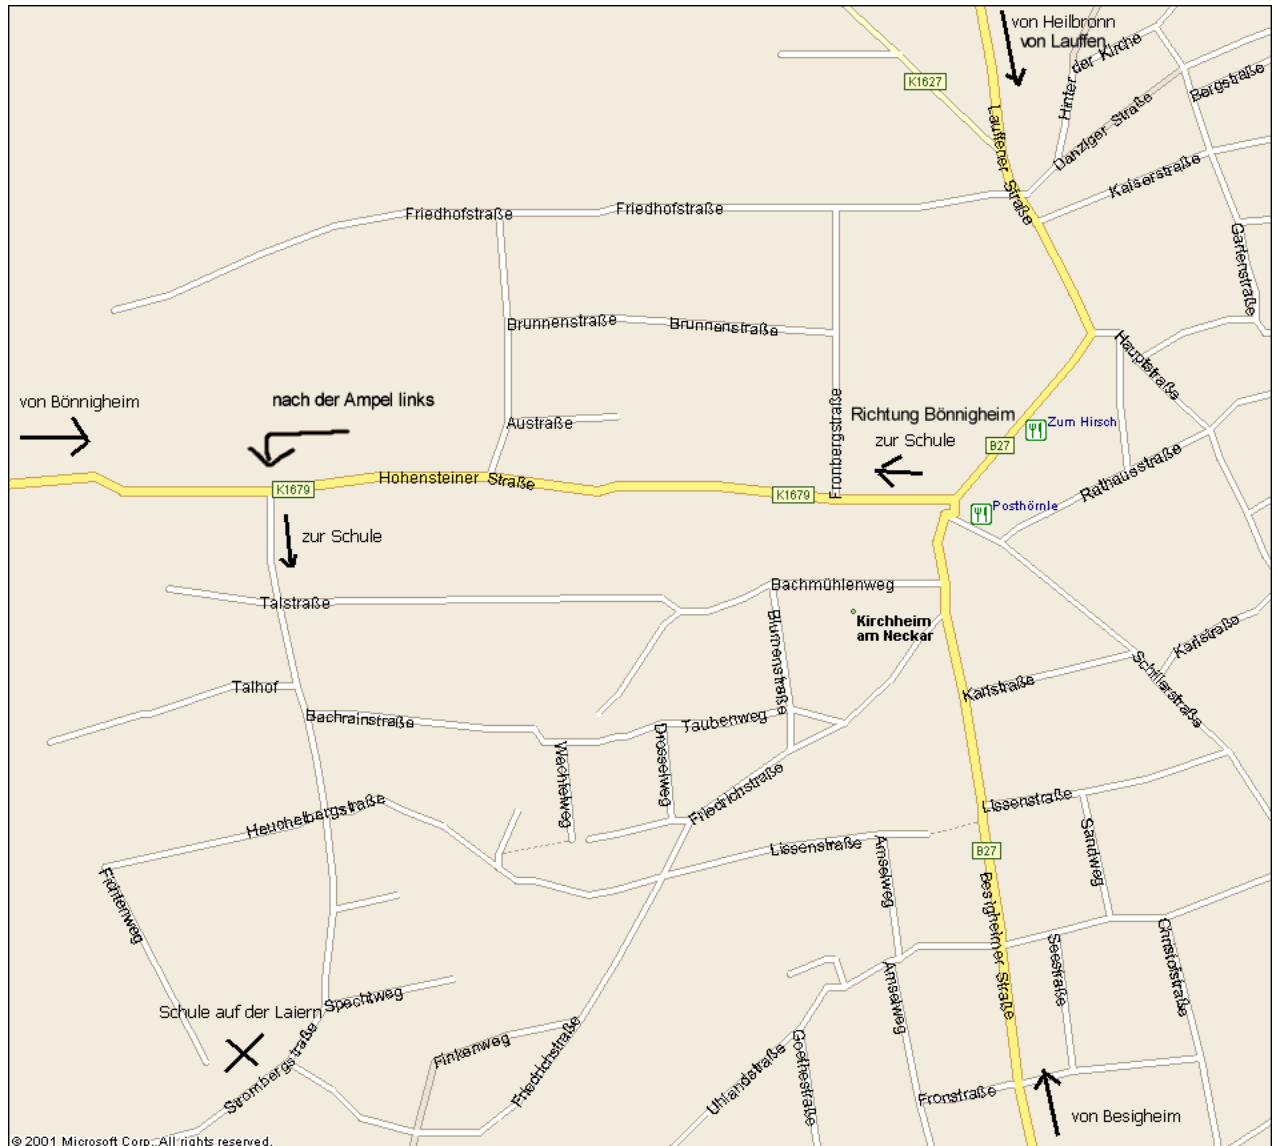 von Heilbronn
von Lauffen
Hinter der Kirche
K1627
Bergstraße
Danziger Straße
Lauffener Straße
Kaiserstraße
Friedhofstraße
Friedhofstraße
Gartenstraße
Brunnenstraße
Brunnenstraße
Hauptstraße
von Bönnigheim
nach der Ampel links
Richtung Bönnigheim
zur Schule
Zum Hirsch
Austraße
Fronbergstraße
B27
Rathausstraße
Hohensteiner Straße
K1679
K1679
Posthörnle
zur Schule
Bachmühlenweg
Talstraße
Blumenstraße
Kirchheim
am Neckar
Karlstraße
Karlstraße
Schillerstraße
Talhof
Bachrainstraße
Taubenweg
Wachtelweg
Drosselweg
Friedrichstraße
Heuchelbergstraße
Lissenstraße
Lissenstraße
Sandweg
Amselweg
B27
Fichtenweg
Besigheimer Straße
Seestraße
Christofstraße
Amselweg
Spechtweg
Schule auf der Laiern
Strombergstraße
Finkenweg
Friedrichstraße
Uhlandstraße
Goethestraße
Fronstraße
von Besigheim
© 2001 Microsoft Corp. All rights reserved.